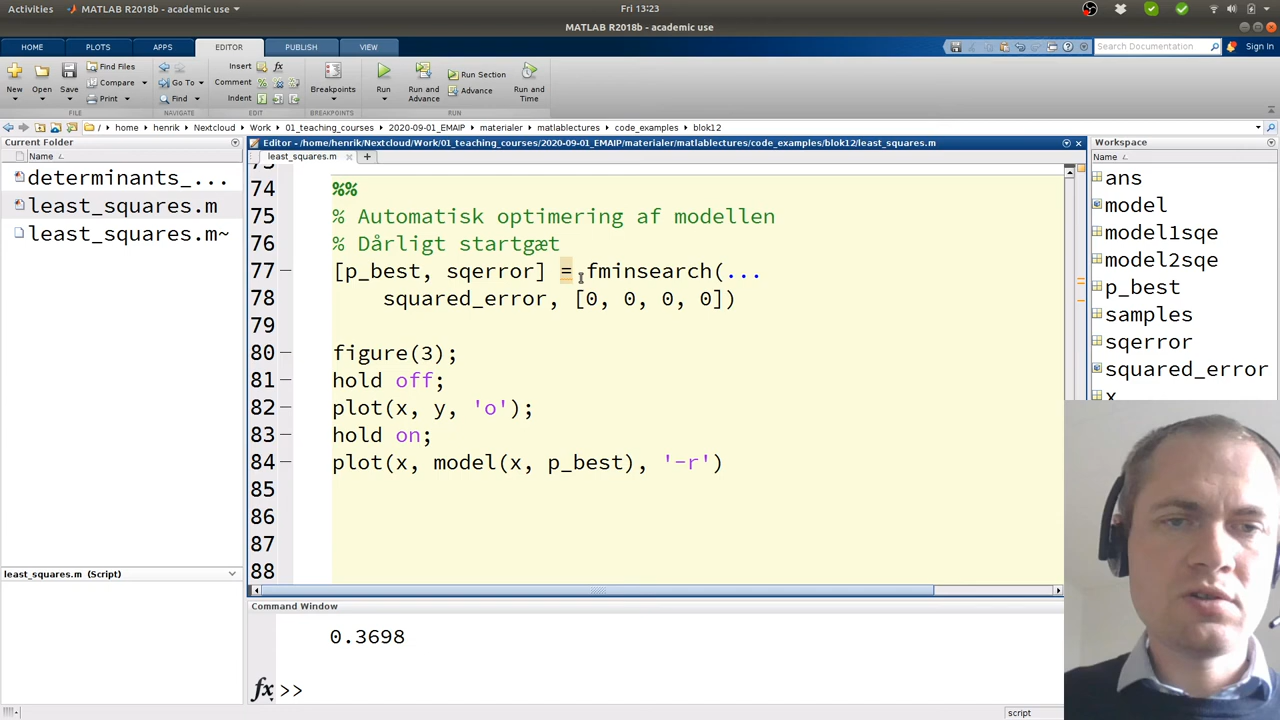 Activities MATLAB R2018b - academic use Fri 13:23
MATLAB R2018b - academic use
HOME PLOTS APPS EDITOR PUBLISH VIEW Search Documentation Sign In
New Open Save Find Files Compare Print Go To Find Insert fx Comment Indent Breakpoints Run Run and Advance Run Section Advance Run and Time
FILE NAVIGATE EDIT BREAKPOINTS RUN
/ home henrik Nextcloud Work 01_teaching_courses 2020-09-01_EMAIP materialer matlablectures code_examples blok12
Current Folder
Name
determinants_...
least_squares.m
least_squares.m~
least_squares.m (Script)
Editor - /home/henrik/Nextcloud/Work/01_teaching_courses/2020-09-01_EMAIP/materialer/matlablectures/code_examples/blok12/least_squares.m
least_squares.m
74 %%
75 % Automatisk optimering af modellen
76 % Dårligt startgæt
77 [p_best, sqerror] = fminsearch(...
78 squared_error, [0, 0, 0, 0])
79
80 figure(3);
81 hold off;
82 plot(x, y, 'o');
83 hold on;
84 plot(x, model(x, p_best), '-r')
85
86
87
88
Command Window
0.3698
fx >>
Workspace
Name
ans
model
model1sqe
model2sqe
p_best
samples
sqerror
squared_error
x
script